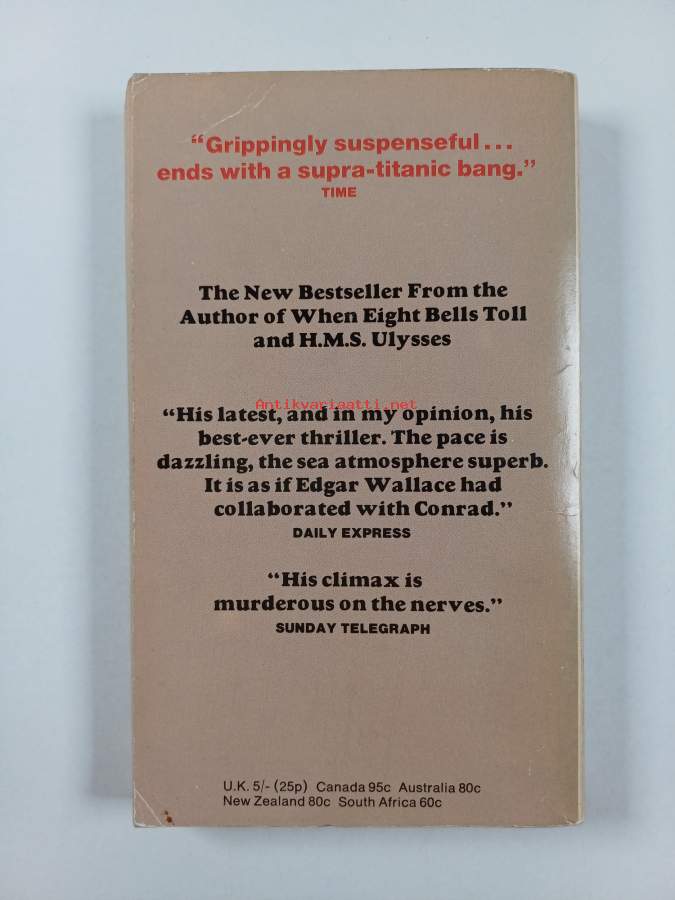 “Grippingly suspenseful...
ends with a supra-titanic bang.”
TIME
The New Bestseller From the
Author of When Eight Bells Toll
and H.M.S. Ulysses
Antikvariaatti.net
“His latest, and in my opinion, his
best-ever thriller. The pace is
dazzling, the sea atmosphere superb.
It is as if Edgar Wallace had
collaborated with Conrad.”
DAILY EXPRESS
“His climax is
murderous on the nerves.”
SUNDAY TELEGRAPH
U.K. 5/- (25p) Canada 95c Australia 80c
New Zealand 80c South Africa 60c